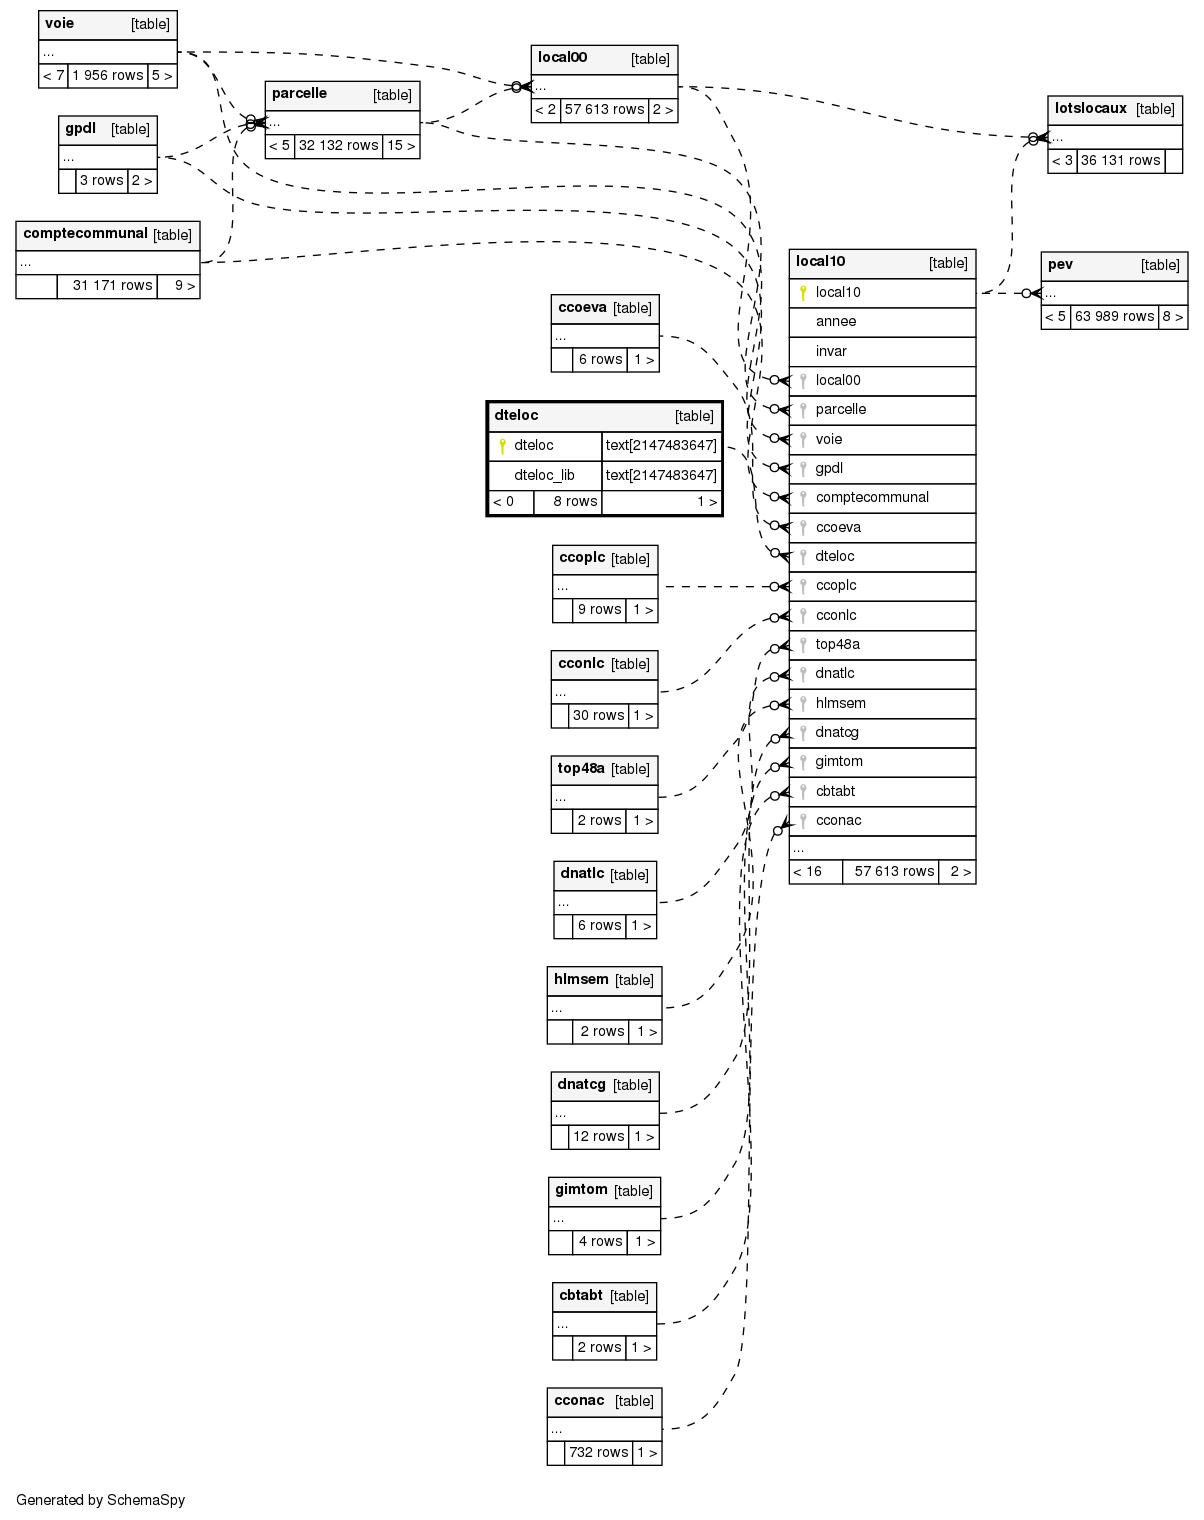 voie [table]
...
< 7 1 956 rows 5 >
local00 [table]
...
< 2 57 613 rows 2 >
parcelle [table]
...
< 5 32 132 rows 15 >
lotslocaux [table]
...
< 3 36 131 rows
gpdl [table]
...
3 rows 2 >
comptecommunal [table]
...
31 171 rows 9 >
local10 [table]
local10
annee
invar
local00
parcelle
voie
gpdl
comptecommunal
ccoeva
dteloc
ccoplc
cconlc
top48a
dnatlc
hlmsem
dnatcg
gimtom
cbtabt
cconac
...
< 16 57 613 rows 2 >
pev [table]
...
< 5 63 989 rows 8 >
ccoeva [table]
...
6 rows 1 >
dteloc [table]
dteloc text[2147483647]
dteloc_lib text[2147483647]
< 0 8 rows 1 >
ccoplc [table]
...
9 rows 1 >
cconlc [table]
...
30 rows 1 >
top48a [table]
...
2 rows 1 >
dnatlc [table]
...
6 rows 1 >
hlmsem [table]
...
2 rows 1 >
dnatcg [table]
...
12 rows 1 >
gimtom [table]
...
4 rows 1 >
cbtabt [table]
...
2 rows 1 >
cconac [table]
...
732 rows 1 >
Generated by SchemaSpy